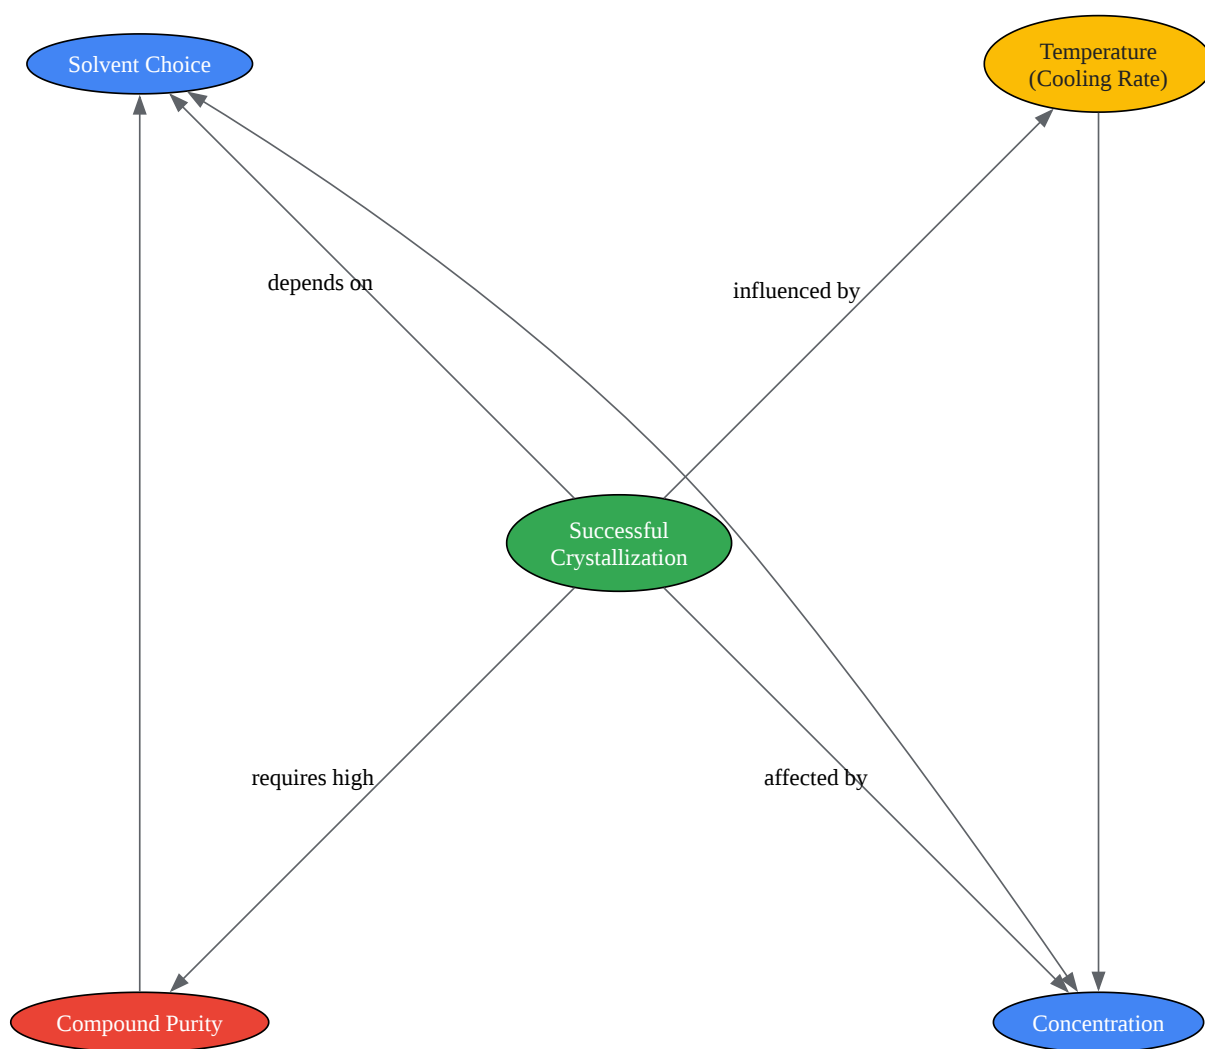 Solvent Choice
Temperature
(Cooling Rate)
depends on
influenced by
Successful
Crystallization
requires high
affected by
Compound Purity
Concentration